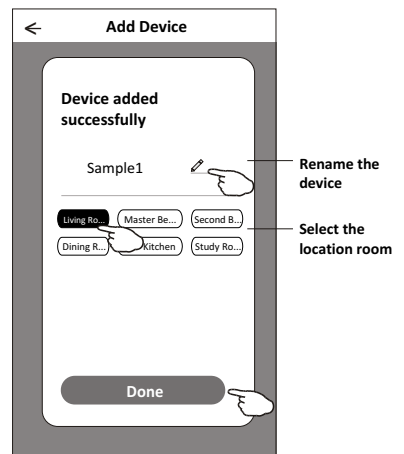 Add Device
Device added
successfully
Sample1
Rename the
device
Living Ro...
Master Be...
Second B...
Select the
location room
Dining R...
Kitchen
Study Ro...
Done